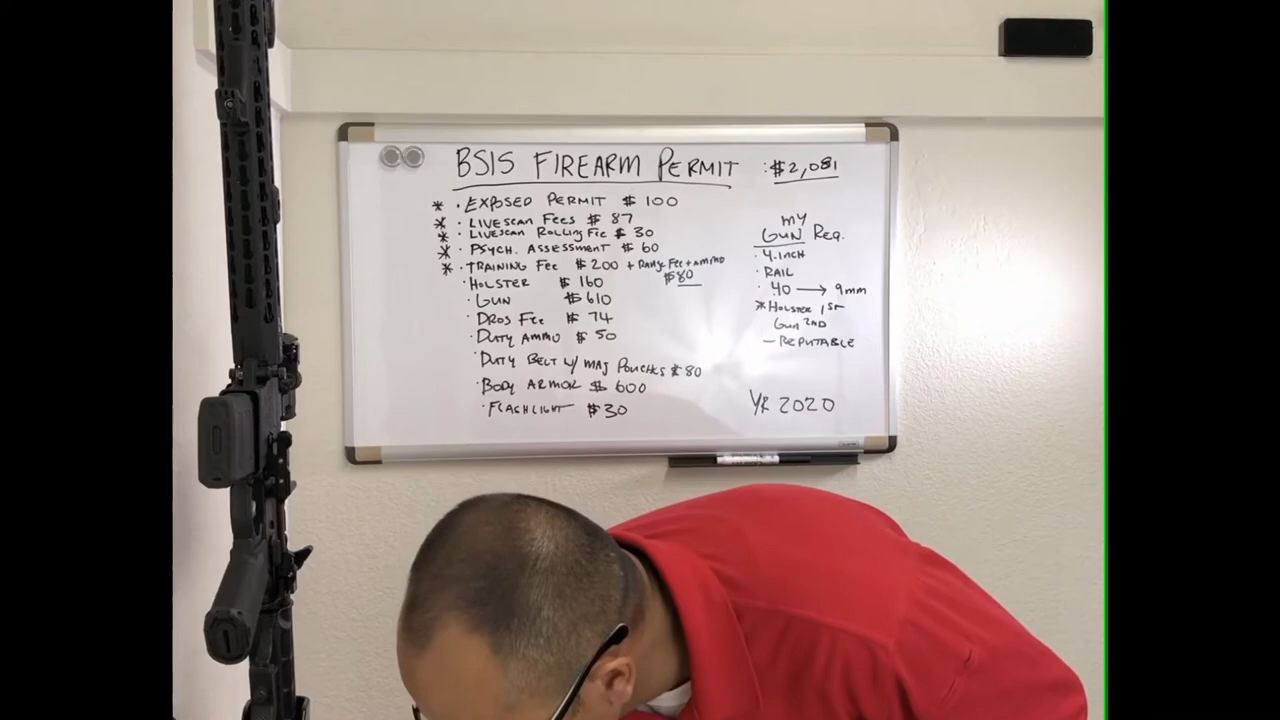 BSIS FIREARM PERMIT : $2,081
* · EXPOSED PERMIT $100
* · LIVESCAN FEES $ 87
* · LIVESCAN ROLLING FEE $ 30
* · PSYCH. ASSESSMENT $ 60
* · TRAINING FEE $200 + RANGE FEE + AMMO
$80
· HOLSTER $ 160
· GUN $610
· DROS FEE $ 74
· DUTY AMMO $ 50
· DUTY BELT W/ MAG POUCHES $80
· BODY ARMOR $ 600
· FLASHLIGHT $30
MY
GUN REQ.
· 4.INCH
· RAIL
· 40 → 9mm
* HOLSTER 1ST
GUN 2ND
— REPUTABLE
YR 2020